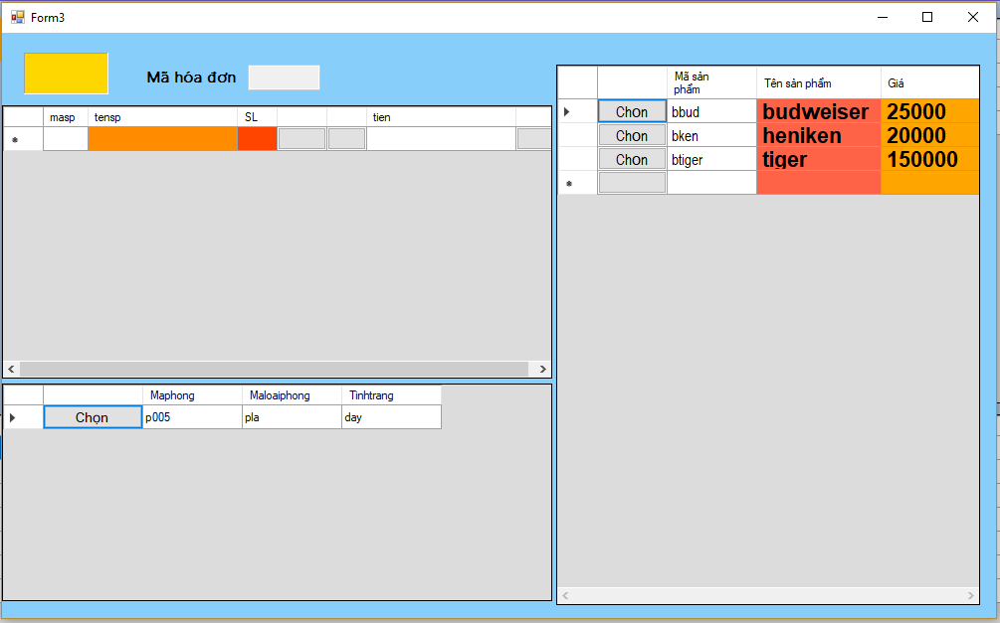 Form3
Mã hóa đơn
masp tensp SL tien
Maphong Maloaiphong Tinhtrang
Chọn p005 pla day
Mã sản phẩm Tên sản phẩm Giá
Chon bbud budweiser 25000
Chon bken heniken 20000
Chon btiger tiger 150000